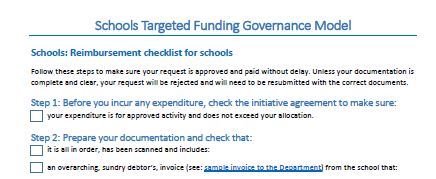 Schools Targeted Funding Governance Model
Schools: Reimbursement checklist for schools
Follow these steps to make sure your request is approved and paid without delay. Unless your documentation is
complete and clear, your request will be rejected and will need to be resubmitted with the correct documents.
Step 1: Before you incur any expenditure, check the initiative agreement to make sure:
your expenditure is for approved activity and does not exceed your allocation.
Step 2: Prepare your documentation and check that:
it is all in order, has been scanned and includes:
an overarching, sundry debtor's, invoice (see: sample invoice to the Department) from the school that: